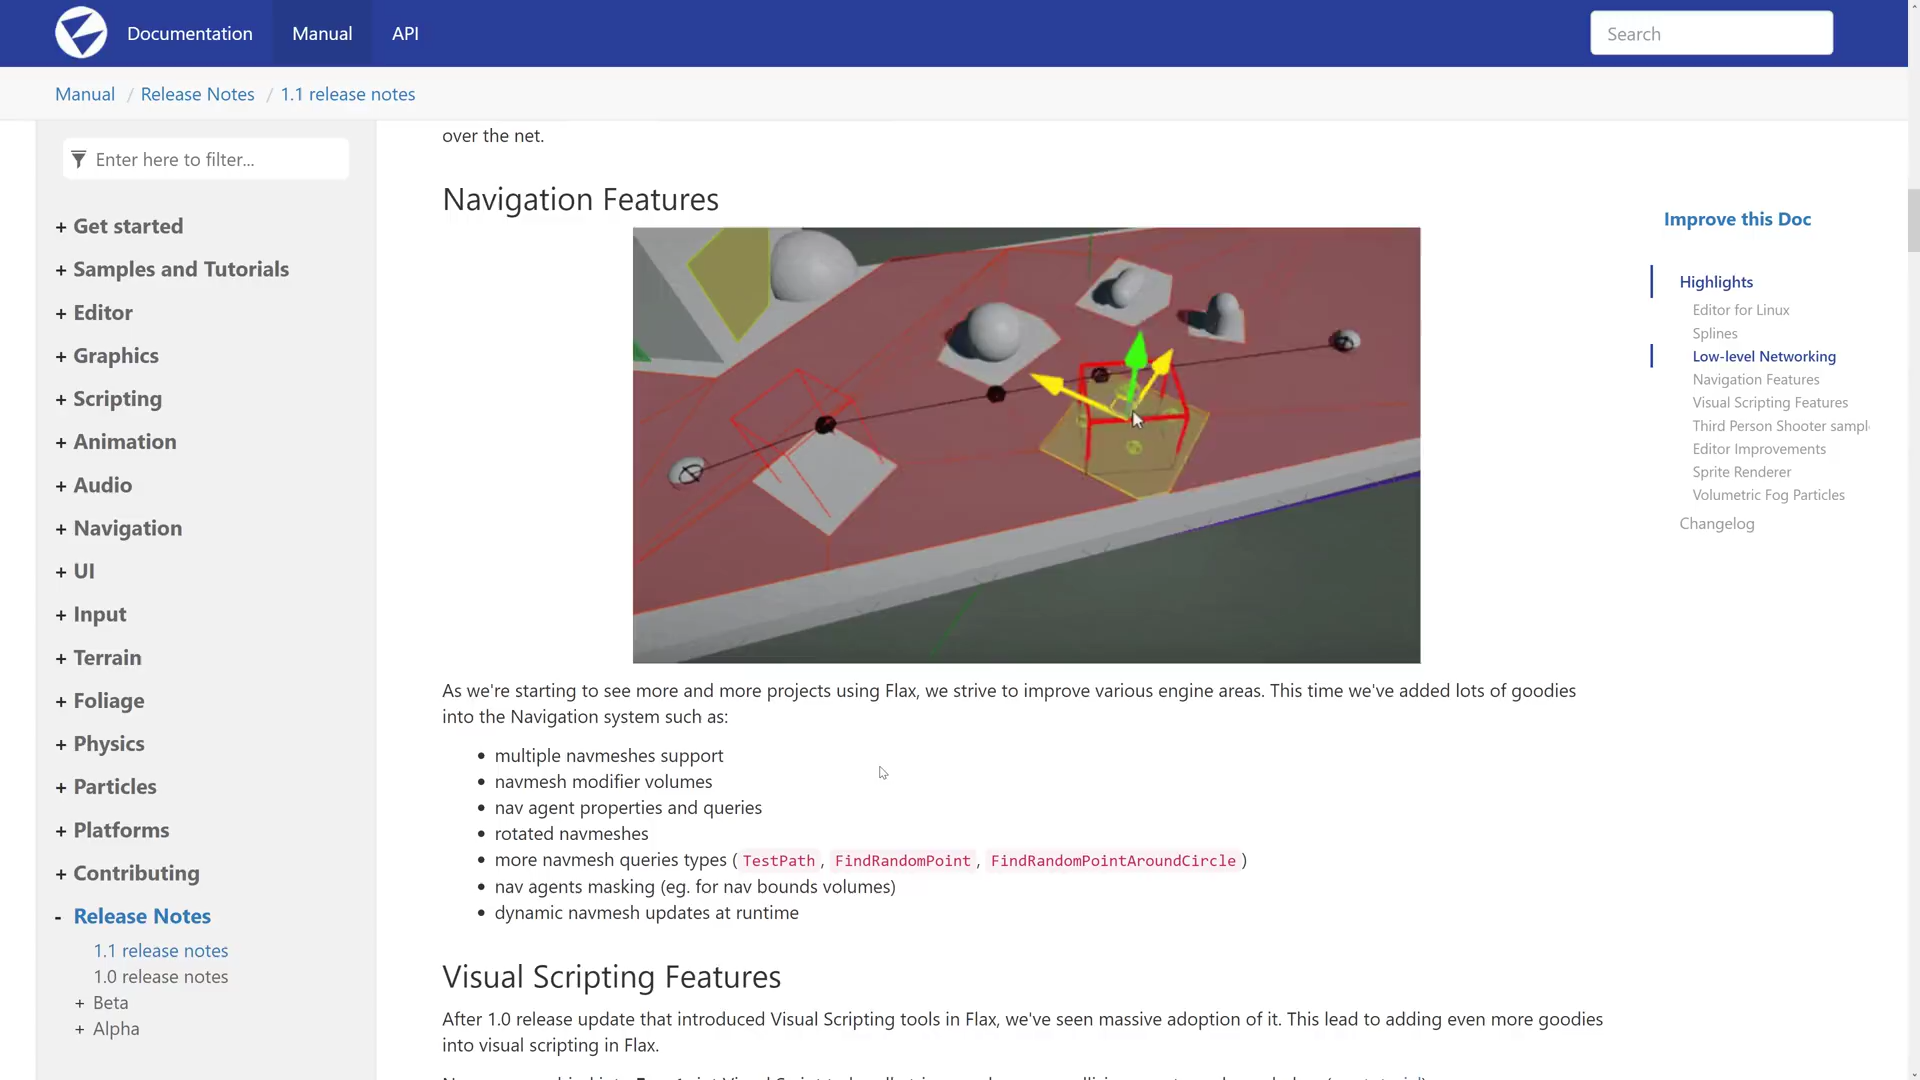 Documentation
Manual
API
Search
Manual / Release Notes / 1.1 release notes
Enter here to filter...
+ Get started
+ Samples and Tutorials
+ Editor
+ Graphics
+ Scripting
+ Animation
+ Audio
+ Navigation
+ UI
+ Input
+ Terrain
+ Foliage
+ Physics
+ Particles
+ Platforms
+ Contributing
- Release Notes
1.1 release notes
1.0 release notes
+ Beta
+ Alpha
over the net.
Navigation Features
As we're starting to see more and more projects using Flax, we strive to improve various engine areas. This time we've added lots of goodies
into the Navigation system such as:
• multiple navmeshes support
• navmesh modifier volumes
• nav agent properties and queries
• rotated navmeshes
• more navmesh queries types ( TestPath , FindRandomPoint , FindRandomPointAroundCircle )
• nav agents masking (eg. for nav bounds volumes)
• dynamic navmesh updates at runtime
Visual Scripting Features
After 1.0 release update that introduced Visual Scripting tools in Flax, we've seen massive adoption of it. This lead to adding even more goodies
into visual scripting in Flax.
Improve this Doc
Highlights
Editor for Linux
Splines
Low-level Networking
Navigation Features
Visual Scripting Features
Third Person Shooter sampl
Editor Improvements
Sprite Renderer
Volumetric Fog Particles
Changelog